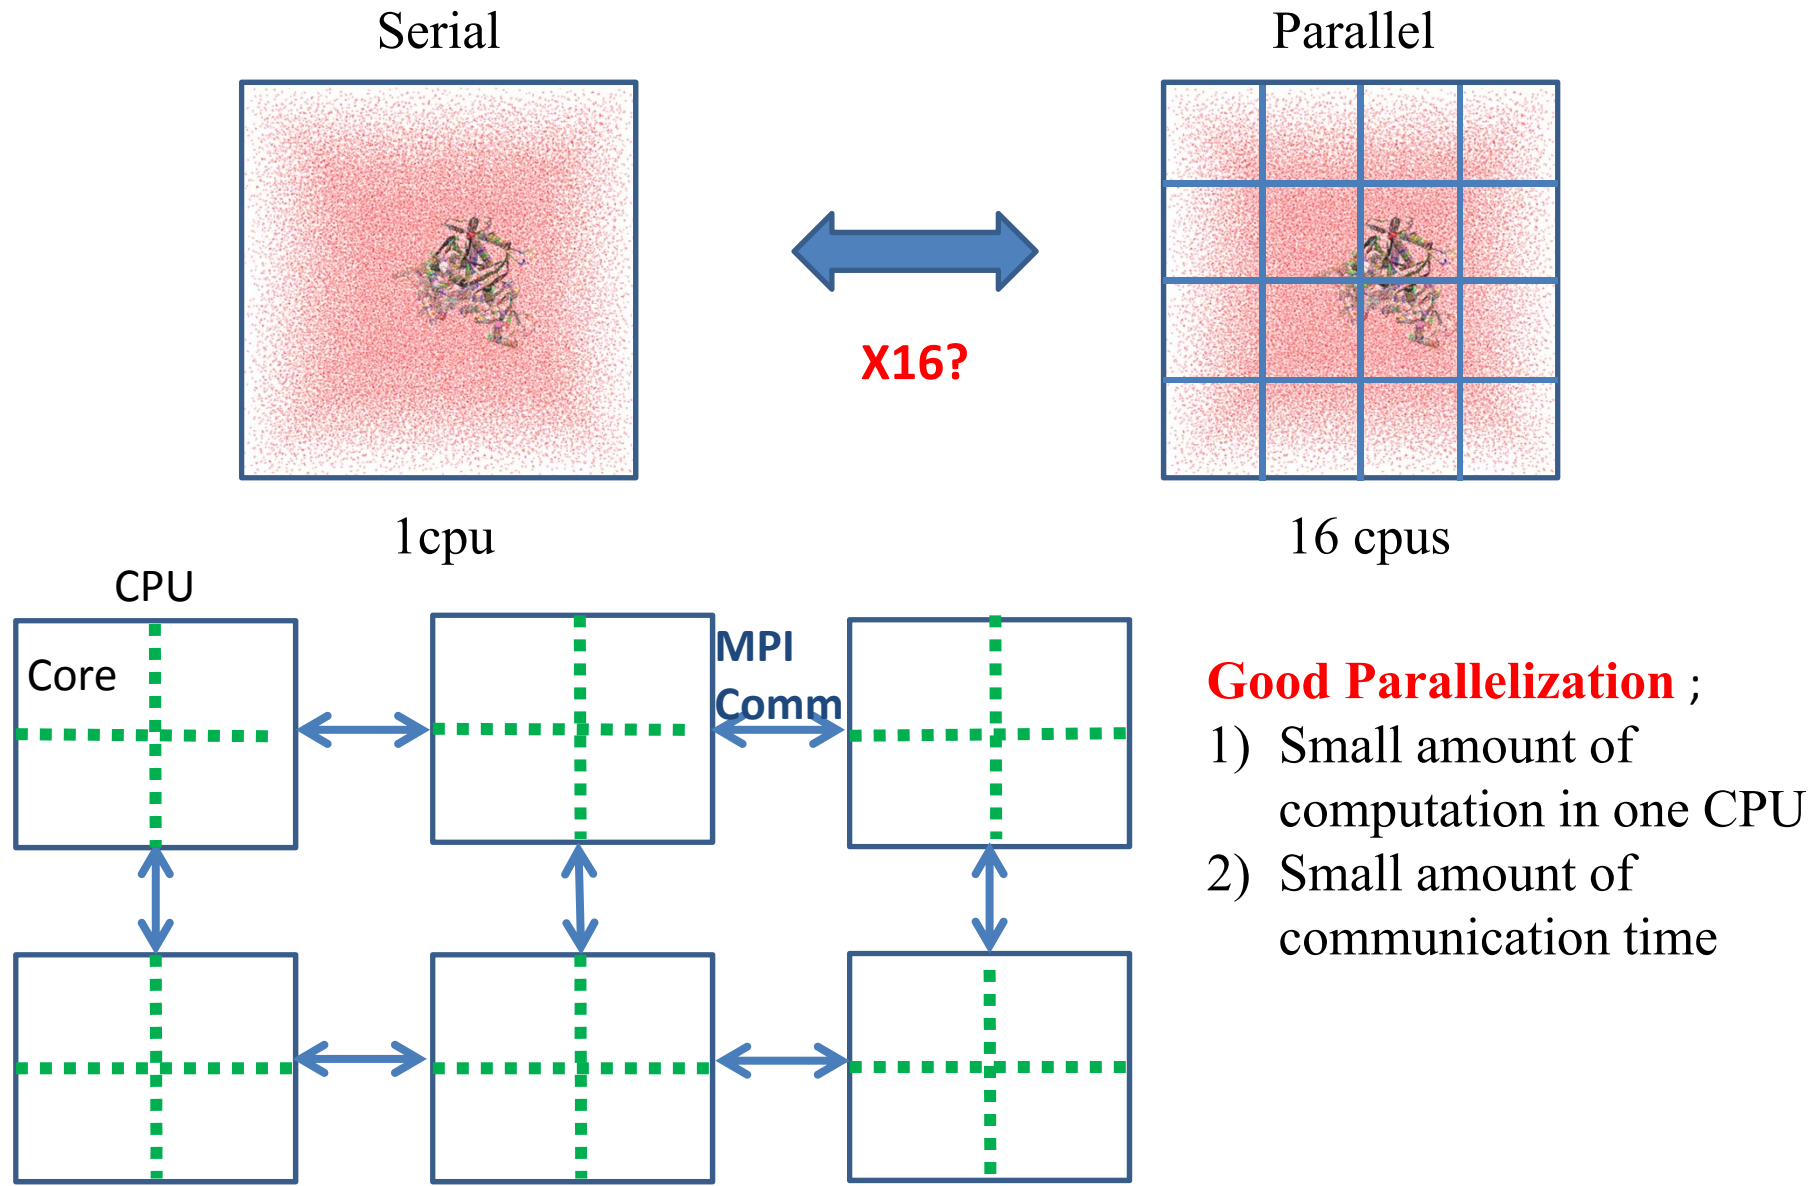 Serial
Parallel
X16?
1cpu
16 cpus
CPU
Core
MPI
Comm
Good Parallelization ;
1) Small amount of
computation in one CPU
2) Small amount of
communication time